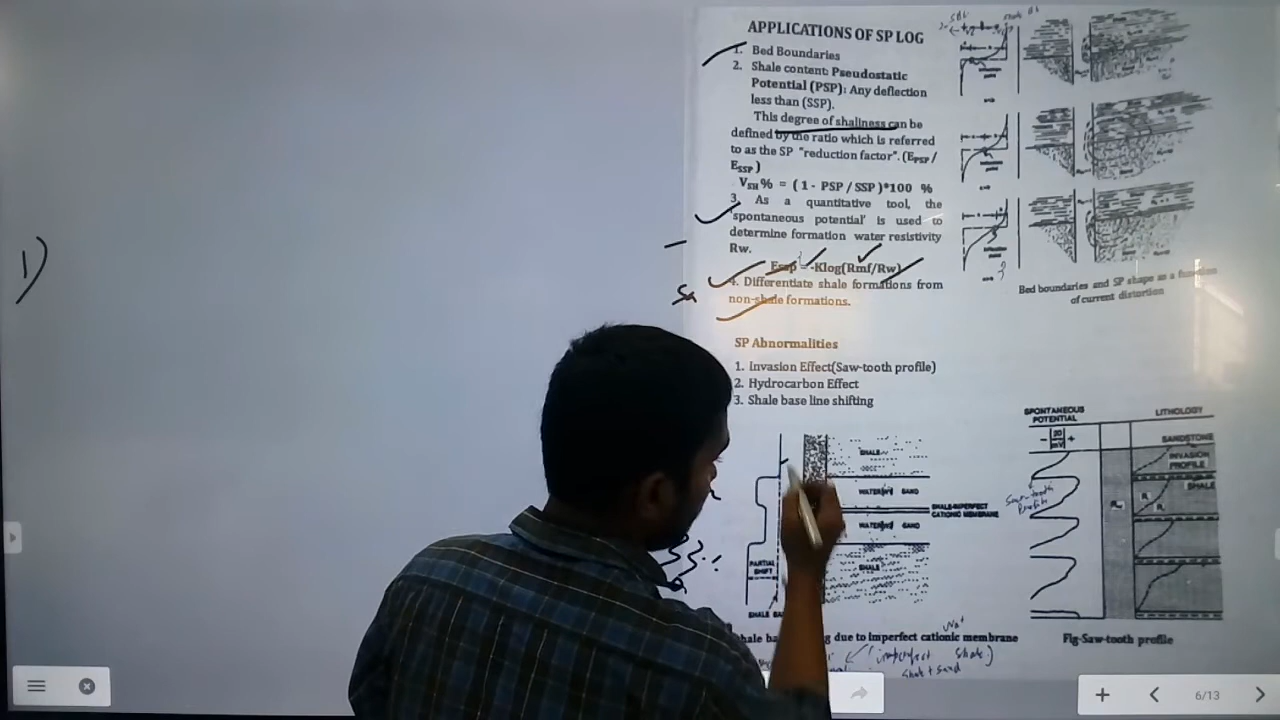 1)
APPLICATIONS OF SP LOG
1. Bed Boundaries
2. Shale content: Pseudostatic
Potential (PSP): Any deflection
less than (SSP).
This degree of shaliness can be
defined by the ratio which is referred
to as the SP "reduction factor". (EPSP /
ESSP)
VSH% = (1- PSP / SSP)*100 %
3. As a quantitative tool, the
'spontaneous potential' is used to
determine formation water resistivity
Rw.
Essp = -Klog(Rmf/Rw)
4. Differentiate shale formations from
non-shale formations.
Bed boundaries and SP shape as a function
of current distortion
SP Abnormalities
1. Invasion Effect(Saw-tooth profile)
2. Hydrocarbon Effect
3. Shale base line shifting
SHALE
SAND
SHALE-IMPERFECT
CATIONIC MEMBRANE
SAND
PARTIAL
SHIFT
SHALE
SHALE
due to Imperfect cationic membrane
(imperfect shale)
shale + sand
SPONTANEOUS
POTENTIAL
LITHOLOGY
- 20 +
mV
SANDSTONE
INVASION
PROFILE
SHALE
Saw-tooth
Profile
Fig-Saw-tooth profile
6/13